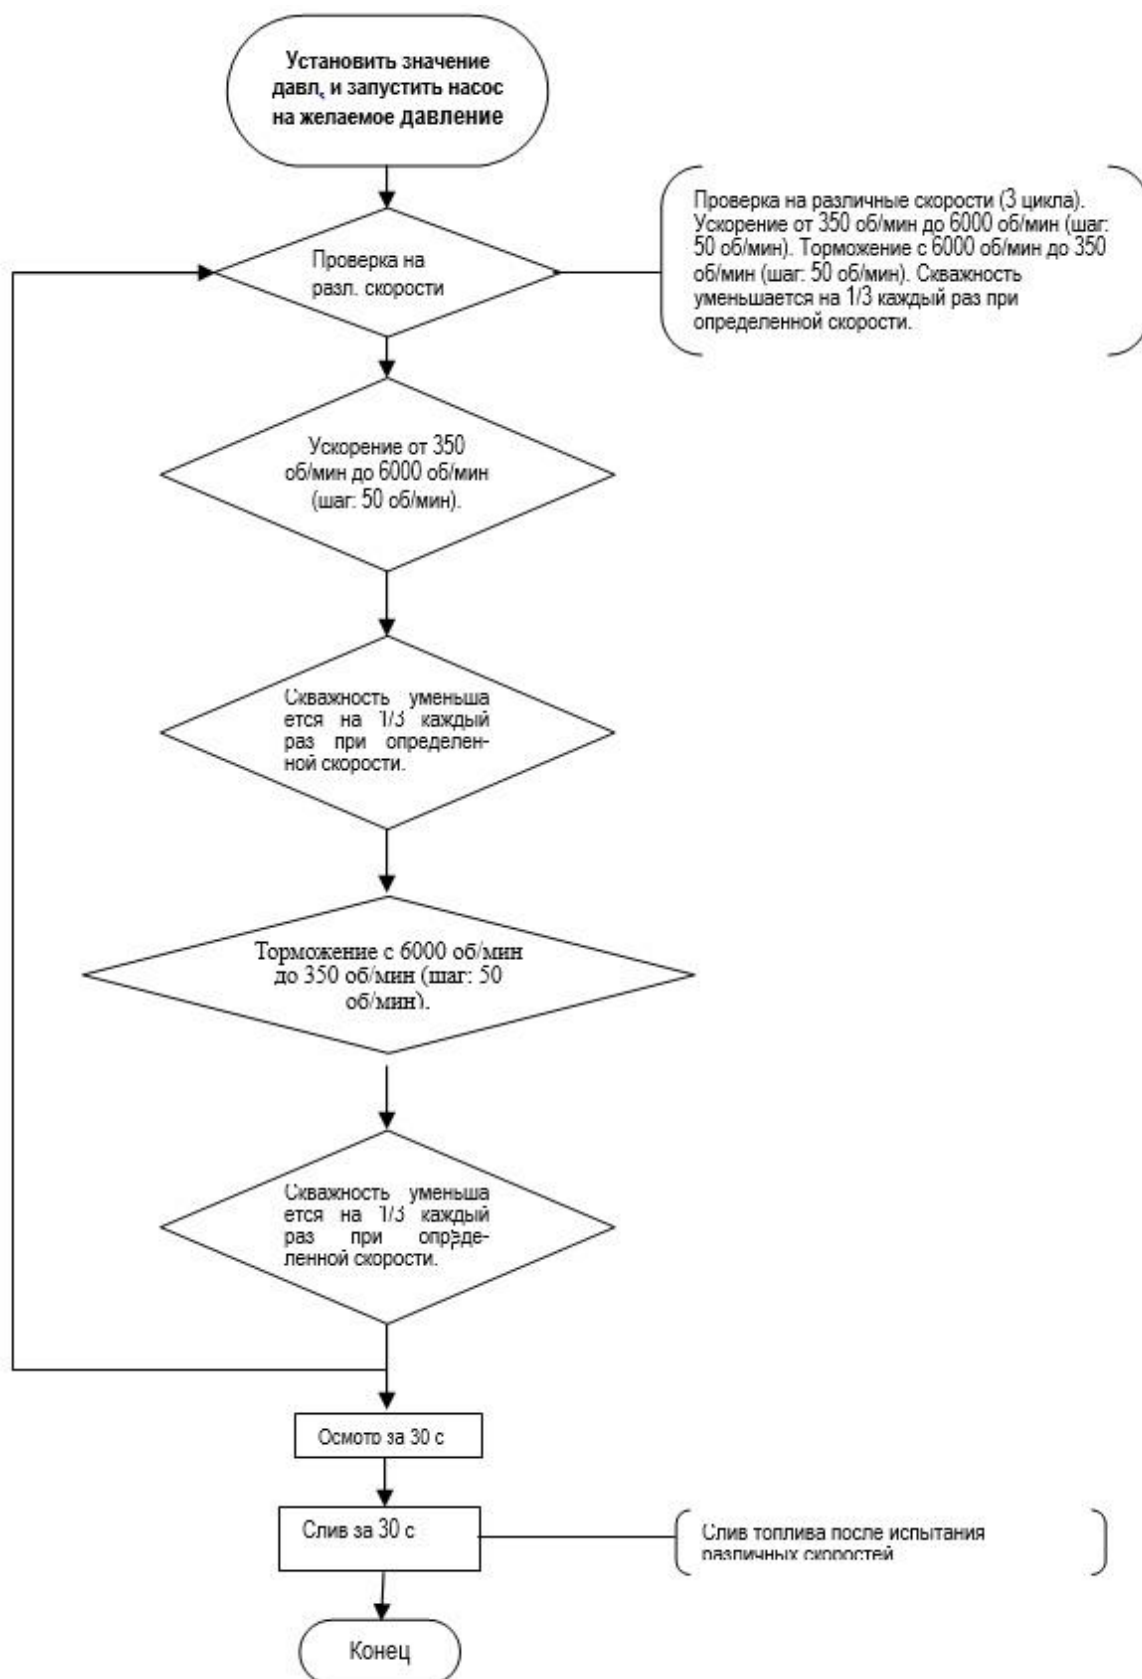 Установить значение
давл, и запустить насос
на желаемое давление
Проверка на различные скорости (3 цикла).
Ускорение от 350 об/мин до 6000 об/мин (шаг:
50 об/мин). Торможение с 6000 об/мин до 350
об/мин (шаг: 50 об/мин). Скважность
уменьшается на 1/3 каждый раз при
определенной скорости.
Проверка на
разл. скорости
Ускорение от 350
об/мин до 6000 об/мин
(шаг: 50 об/мин).
Скважность уменьша
ется на 1/3 каждый
раз при определен-
ной скорости.
Торможение с 6000 об/мин
до 350 об/мин (шаг: 50
об/мин).
Скважность уменьша
ется на 1/3 каждый
раз при опреде-
ленной скорости.
Осмотр за 30 с
Слив за 30 с
Слив топлива после испытания
различных скоростей
Конец